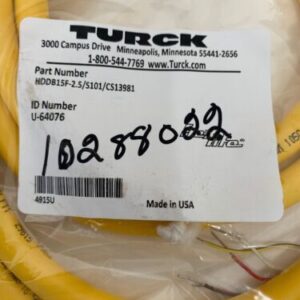 TURCK
3000 Campus Drive Minneapolis, Minnesota 55441-2656
1-800-544-7769 www.Turck.com
Part Number
HDDB15F-2.5/S101/CS13981
ID Number
U-64076
ID288022
4915U
Made in USA